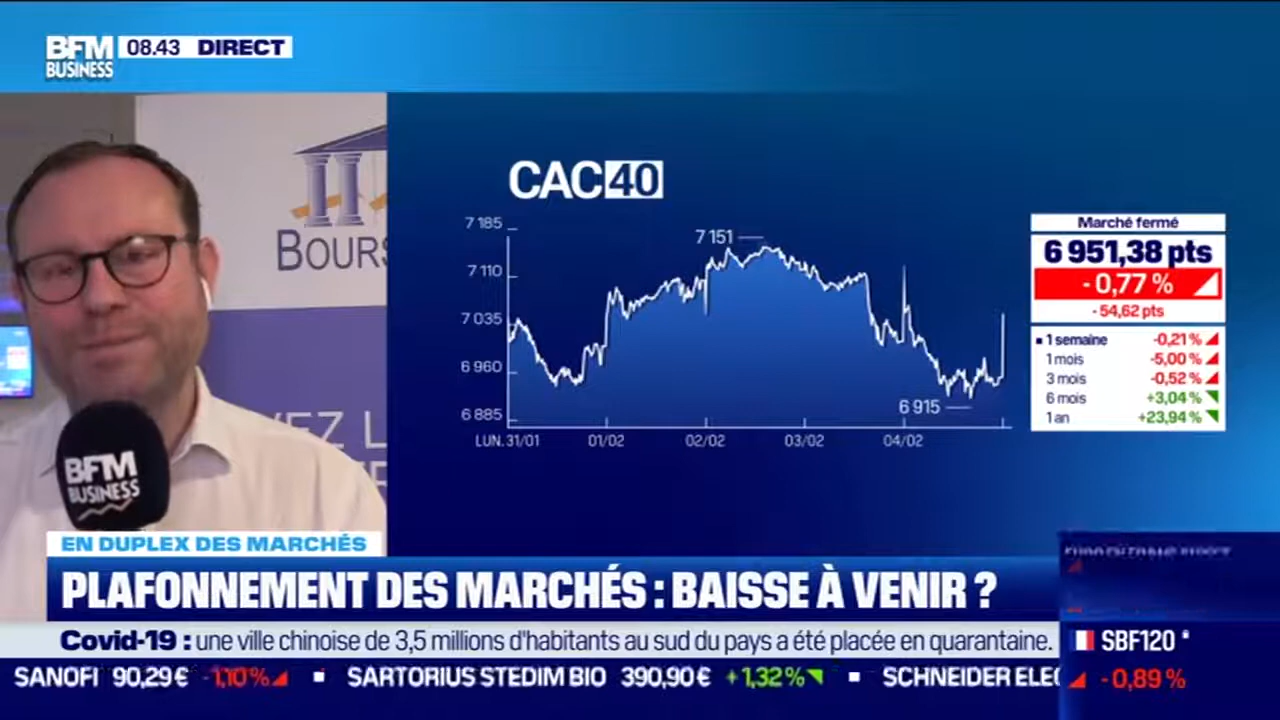 BFM 08.43 DIRECT
BUSINESS
BOURS
EZ L
BFM
BUSINESS
CAC40
7 185
7 110
7 035
6 960
6 885
7 151
6 915
LUN. 31/01 01/02 02/02 03/02 04/02
Marché fermé
6 951,38 pts
-0,77 %
-54,62 pts
1 semaine -0,21 %
1 mois -5,00 %
3 mois -0,52 %
6 mois +3,04 %
1 an +23,94 %
EN DUPLEX DES MARCHÉS
PLAFONNEMENT DES MARCHÉS : BAISSE À VENIR ?
Covid-19 : une ville chinoise de 3,5 millions d'habitants au sud du pays a été placée en quarantaine.
SBF120
-0,89 %
SANOFI 90,29 € -1,10% SARTORIUS STEDIM BIO 390,90 € +1,32% SCHNEIDER ELEC